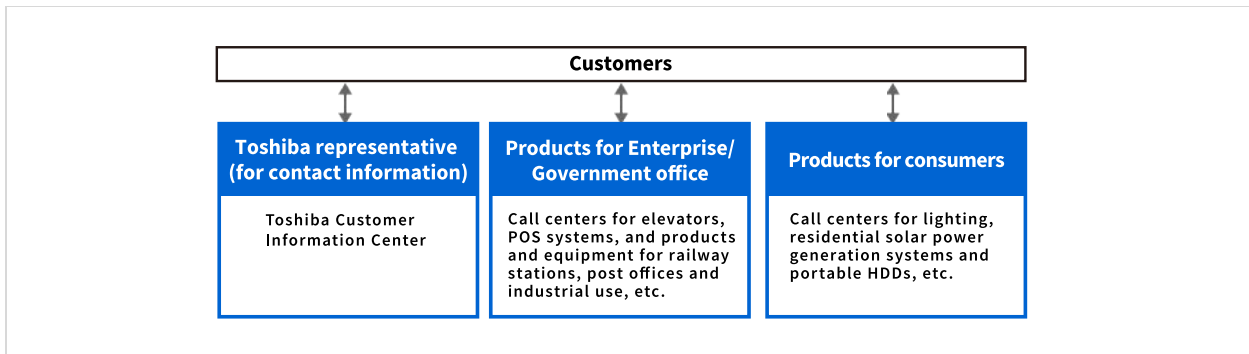 Customers
Toshiba representative
(for contact information)
Toshiba Customer
Information Center
Products for Enterprise/
Government office
Call centers for elevators,
POS systems, and products
and equipment for railway
stations, post offices and
industrial use, etc.
Products for consumers
Call centers for lighting,
residential solar power
generation systems and
portable HDDs, etc.